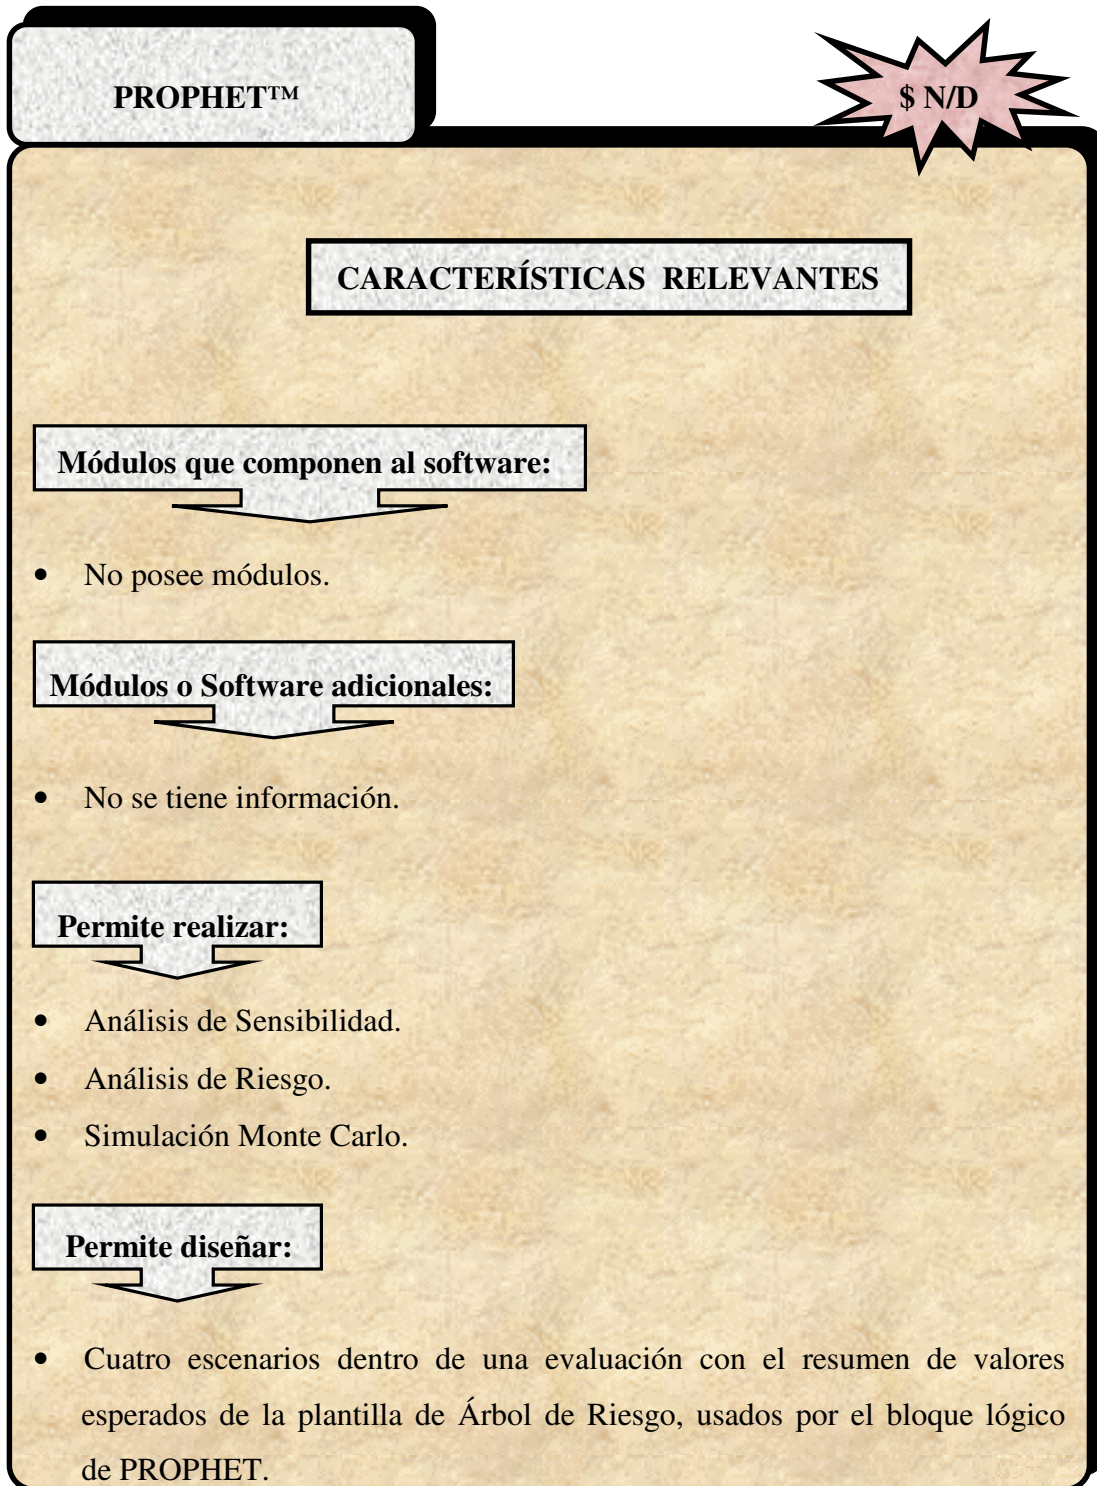 PROPHET™
$ N/D
CARACTERÍSTICAS RELEVANTES
Módulos que componen al software:
• No posee módulos.
Módulos o Software adicionales:
• No se tiene información.
Permite realizar:
• Análisis de Sensibilidad.
• Análisis de Riesgo.
• Simulación Monte Carlo.
Permite diseñar:
• Cuatro escenarios dentro de una evaluación con el resumen de valores
esperados de la plantilla de Árbol de Riesgo, usados por el bloque lógico
de PROPHET.